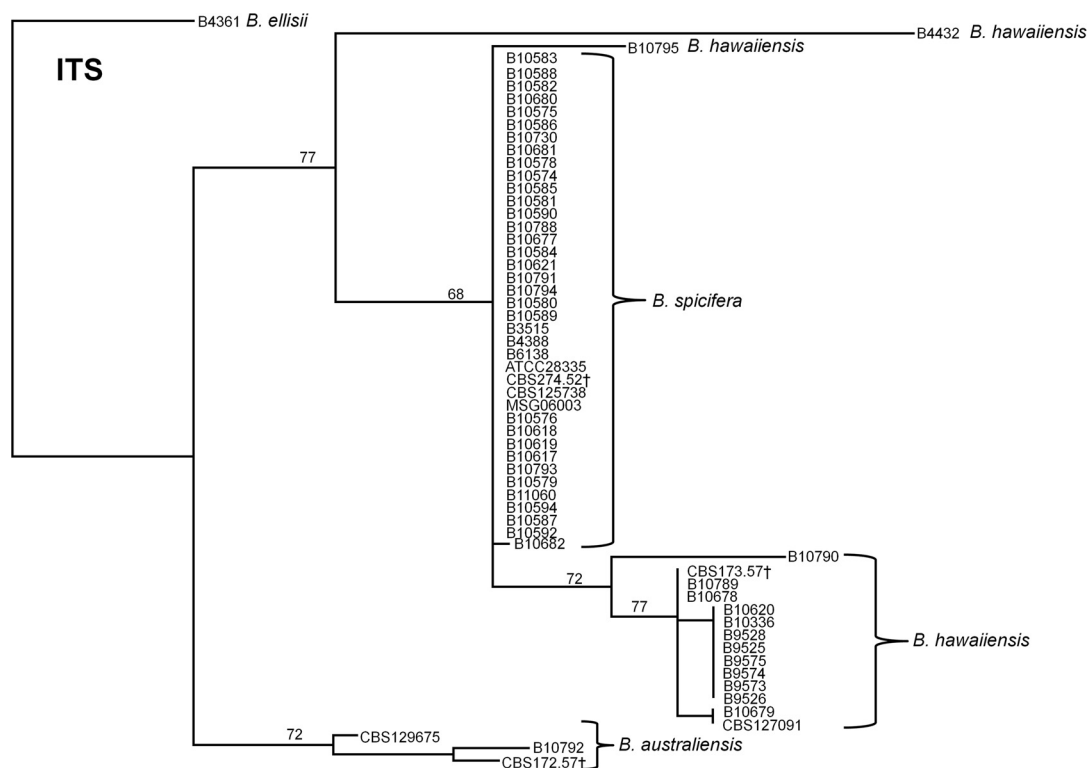 B4361 B. ellisii
B4432 B. hawaiiensis
B10795 B. hawaiiensis
ITS
B10583
B10588
B10582
B10680
B10575
B10586
B10730
B10681
77
B10578
B10574
B10585
B10581
B10590
B10788
B10677
B10584
B10621
B10791
B10794
68
B10580
B. spicifera
B10589
B3515
B4388
B6138
ATCC28335
CBS274.52†
CBS125738
MSG06003
B10576
B10618
B10619
B10617
B10793
B10579
B11060
B10594
B10587
B10592
B10682
B10790
72
CBS173.57†
B10789
B10678
77
B10620
B10336
B9528
B. hawaiiensis
B9525
B9575
B9574
B9573
B9526
B10679
CBS127091
72
CBS129675
B10792
B. australiensis
CBS172.57†